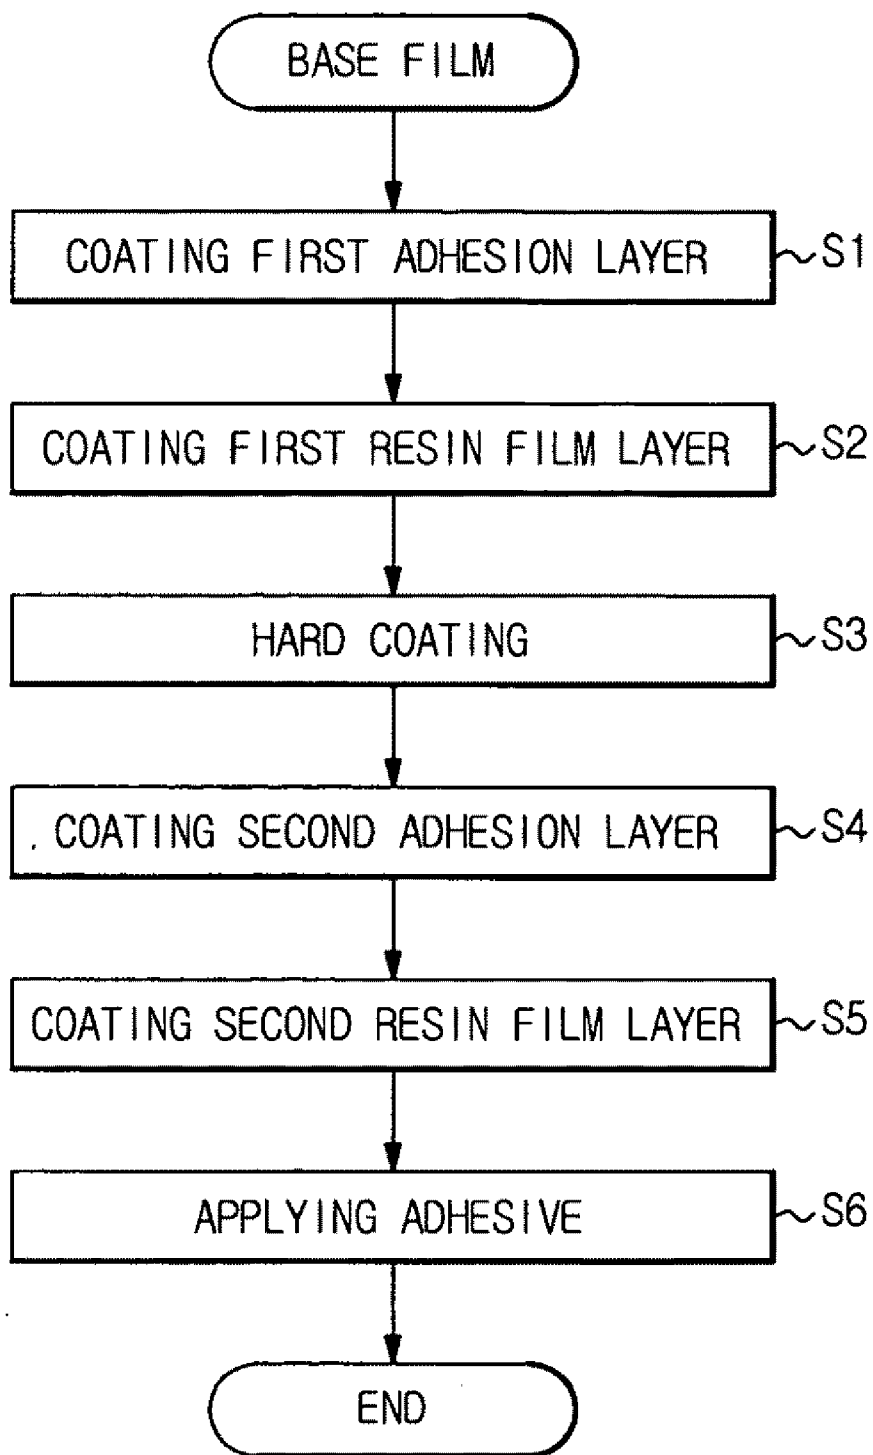 BASE FILM
COATING FIRST ADHESION LAYER
S1
COATING FIRST RESIN FILM LAYER
S2
HARD COATING
S3
COATING SECOND ADHESION LAYER
S4
COATING SECOND RESIN FILM LAYER
S5
APPLYING ADHESIVE
S6
END